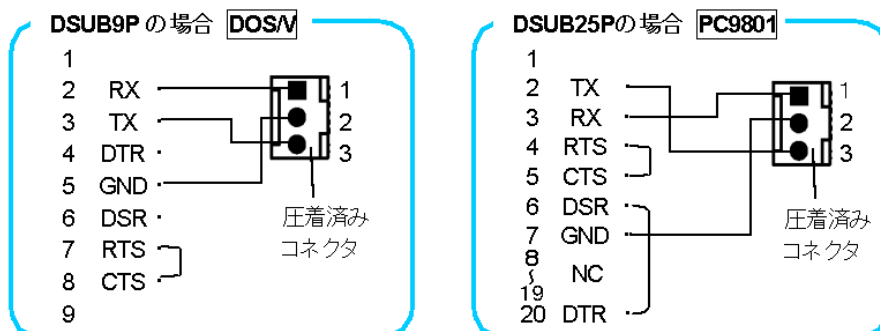 DSUB9P の場合 DOS/V
1
2 RX
3 TX
4 DTR
5 GND
6 DSR
7 RTS
8 CTS
9
1
2
3
圧着済み
コネクタ
DSUB25Pの場合 PC9801
1
2 TX
3 RX
4 RTS
5 CTS
6 DSR
7 GND
8
~
19
NC
20 DTR
1
2
3
圧着済み
コネクタ